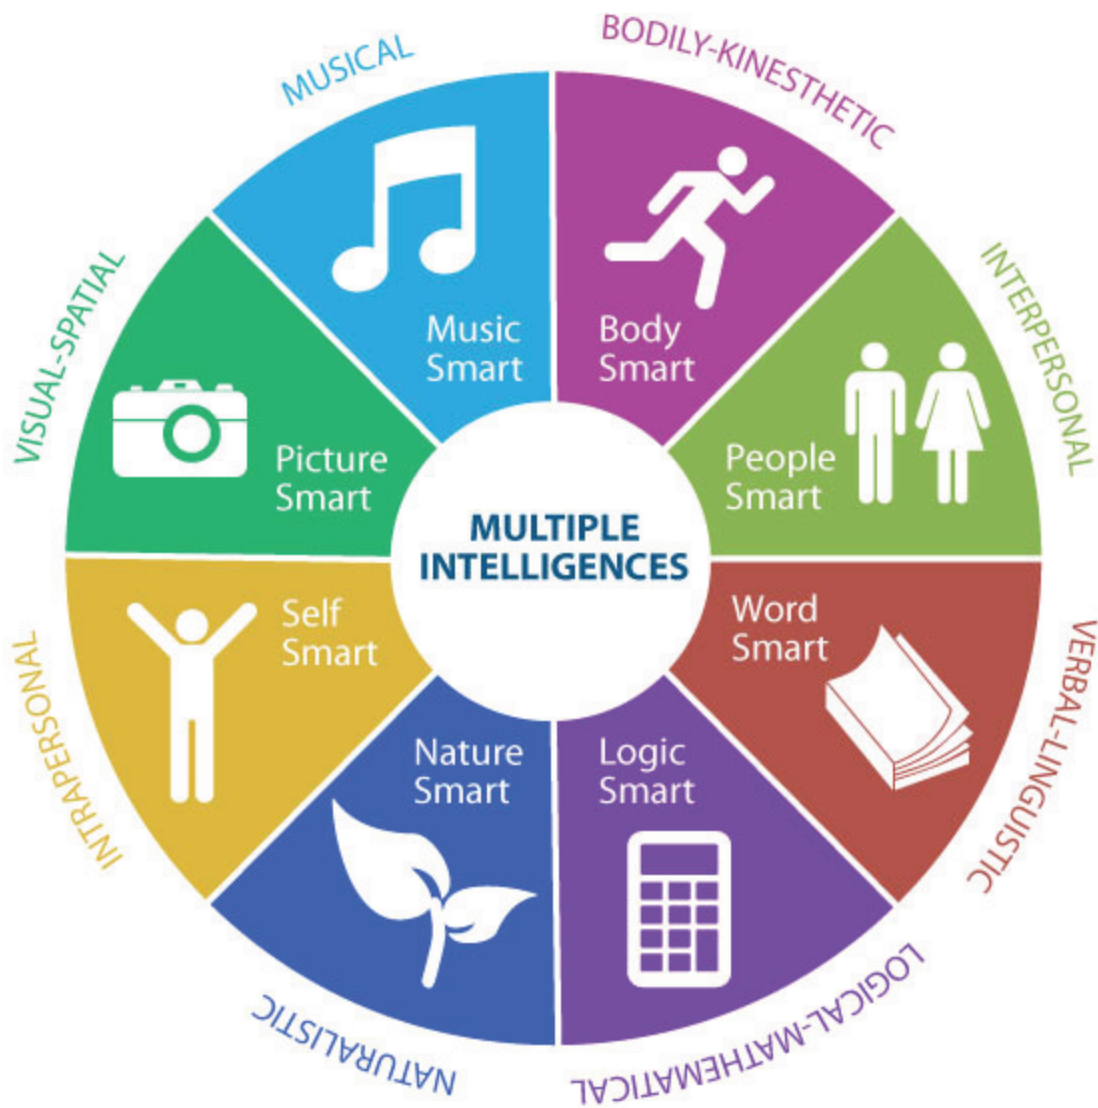 MUSICAL
BODILY-KINESTHETIC
INTERPERSONAL
VERBAL-LINGUISTIC
LOGICAL-MATHEMATICAL
NATURALISTIC
INTRAPERSONAL
VISUAL-SPATIAL
Music
Smart
Body
Smart
People
Smart
Word
Smart
Logic
Smart
Nature
Smart
Self
Smart
Picture
Smart
MULTIPLE
INTELLIGENCES